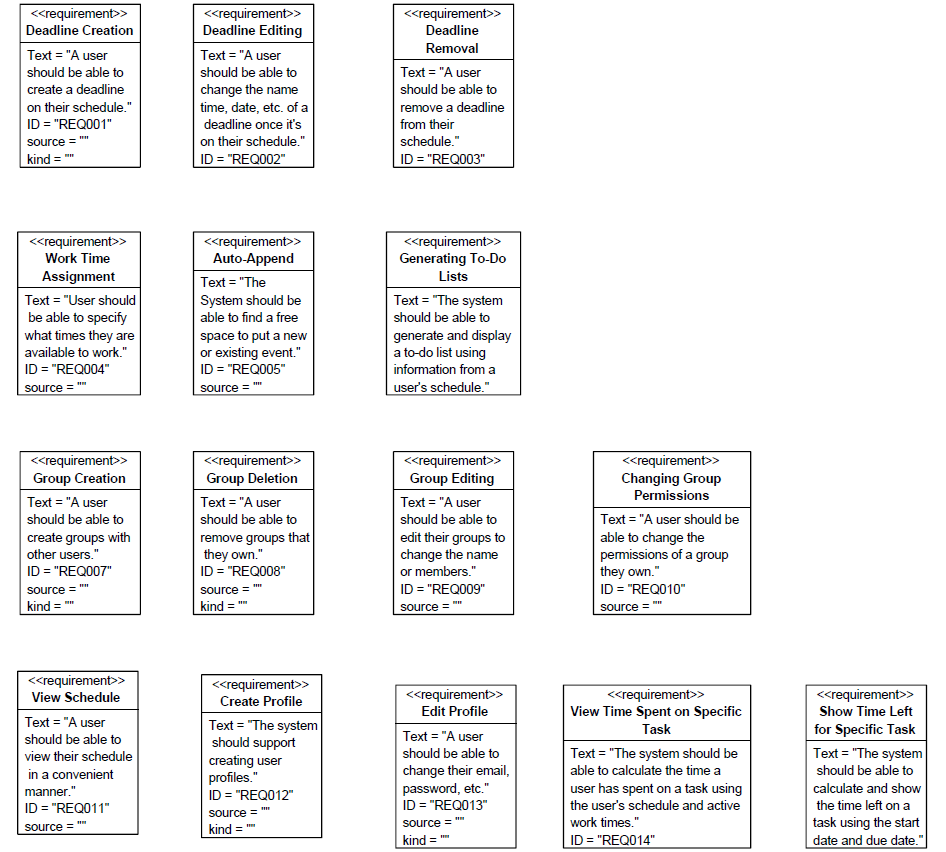 <<requirement>>
Deadline Creation
Text = "A user
should be able to
create a deadline
on their schedule."
ID = "REQ001"
source = ""
kind = ""
<<requirement>>
Deadline Editing
Text = "A user
should be able to
change the name
time, date, etc. of a
deadline once it's
on their schedule."
ID = "REQ002"
<<requirement>>
Deadline
Removal
Text = "A user
should be able to
remove a deadline
from their
schedule."
ID = "REQ003"
<<requirement>>
Work Time
Assignment
Text = "User should
be able to specify
what times they are
available to work."
ID = "REQ004"
source = ""
<<requirement>>
Auto-Append
Text = "The
System should be
able to find a free
space to put a new
or existing event."
ID = "REQ005"
source = ""
<<requirement>>
Generating To-Do
Lists
Text = "The system
should be able to
generate and display
a to-do list using
information from a
user's schedule."
<<requirement>>
Group Creation
Text = "A user
should be able to
create groups with
other users."
ID = "REQ007"
source = ""
kind = ""
<<requirement>>
Group Deletion
Text = "A user
should be able to
remove groups that
they own."
ID = "REQ008"
source = ""
kind = ""
<<requirement>>
Group Editing
Text = "A user
should be able to
edit their groups to
change the name
or members."
ID = "REQ009"
source = ""
<<requirement>>
Changing Group
Permissions
Text = "A user should be
able to change the
permissions of a group
they own."
ID = "REQ010"
source = ""
<<requirement>>
View Schedule
Text = "A user
should be able to
view their schedule
in a convenient
manner."
ID = "REQ011"
source = ""
<<requirement>>
Create Profile
Text = "The system
should support
creating user
profiles."
ID = "REQ012"
source = ""
kind = ""
<<requirement>>
Edit Profile
Text = "A user
should be able to
change their email,
password, etc."
ID = "REQ013"
source = ""
kind = ""
<<requirement>>
View Time Spent on Specific
Task
Text = "The system should be
able to calculate the time a
user has spent on a task using
the user's schedule and active
work times."
ID = "REQ014"
<<requirement>>
Show Time Left
for Specific Task
Text = "The system
should be able to
calculate and show
the time left on a
task using the start
date and due date."